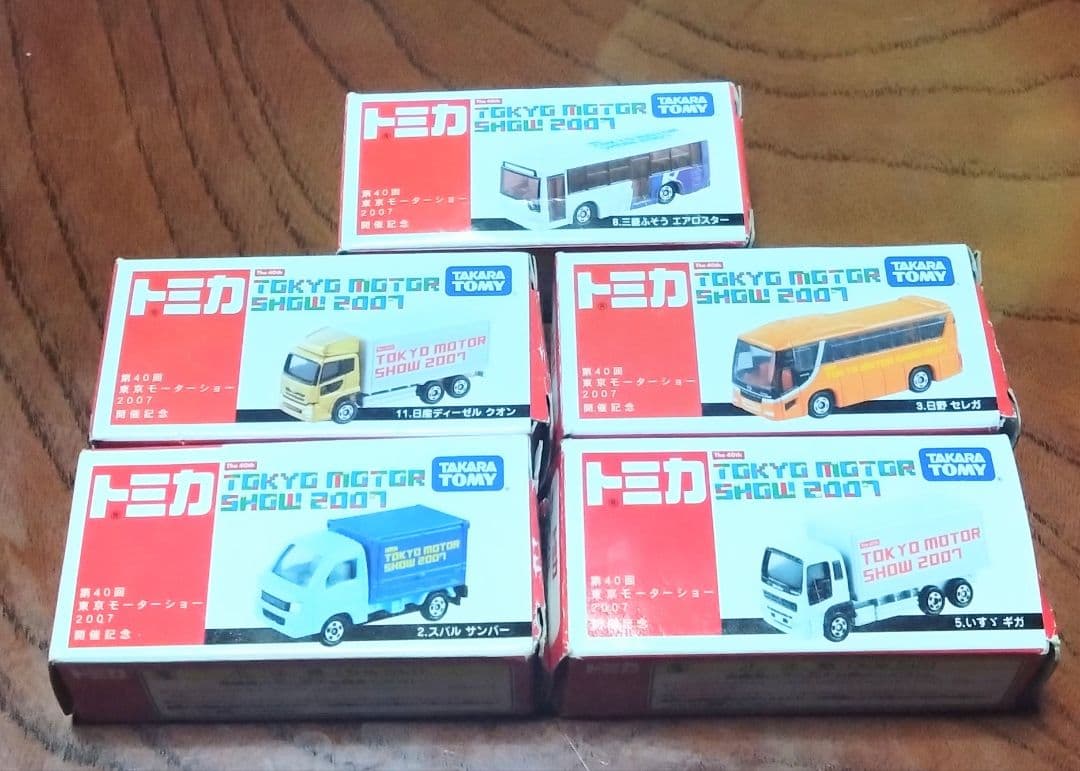 トミカ
The 40th
TOKYO MOTOR
SHOW 2007
TAKARA
TOMY
第40回
東京モーターショー
2007
開催記念
8.三菱ふそう エアロスター
トミカ
The 40th
TOKYO MOTOR
SHOW 2007
TAKARA
TOMY
TOKYO MOTOR
SHOW 2007
第40回
東京モーターショー
2007
開催記念
11.日産ディーゼル クオン
トミカ
The 40th
TOKYO MOTOR
SHOW 2007
TAKARA
TOMY
第40回
東京モーターショー
2007
開催記念
3.日野 セレガ
トミカ
The 40th
TOKYO MOTOR
SHOW 2007
TAKARA
TOMY
TOKYO MOTOR
SHOW 2007
第40回
東京モーターショー
2007
開催記念
2.スバル サンバー
トミカ
The 40th
TOKYO MOTOR
SHOW 2007
TAKARA
TOMY
TOKYO MOTOR
SHOW 2007
第40回
東京モーターショー
2007
開催記念
5.いすゞ ギガ